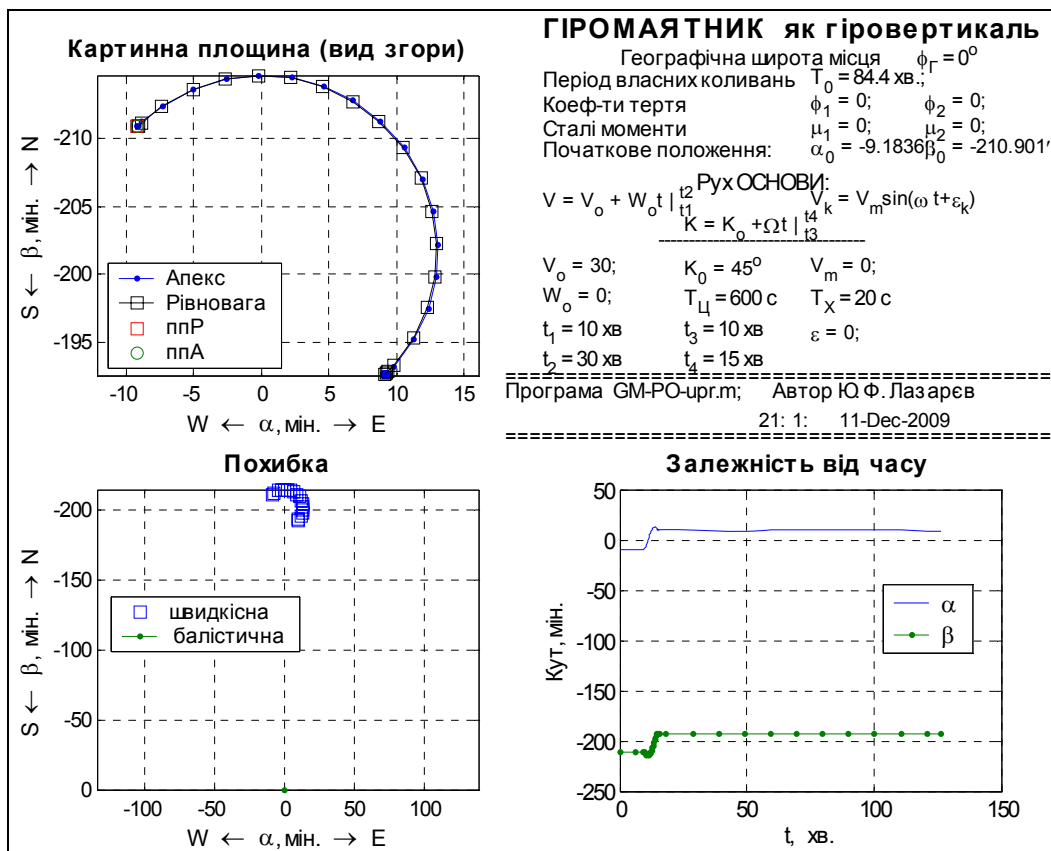 ГІРОМАЯТНИК як гіровертикаль
Географічна широта місця ϕГ = 0o
Період власних коливань T0 = 84.4 хв.;
Коеф-ти тертя ϕ1 = 0; ϕ2 = 0;
Сталі моменти μ1 = 0; μ2 = 0;
Початкове положення: α0 = -9.1836 β0 = -210.901'
Рух ОСНОВИ:
V = Vo + Wo t |t2 t1 Vk = Vm sin(ω t+εk)
K = Ko + Ωt |t4 t3
--------------------------------
Vo = 30; K0 = 45o Vm = 0;
Wo = 0; TЦ = 600 c TX = 20 c
t1 = 10 хв t3 = 10 хв ε = 0;
t2 = 30 хв t4 = 15 хв
Програма GM-PO-upr.m; Автор Ю.Ф. Лазарєв
21: 1: 11-Dec-2009
Картинна площина (вид згори)
S ← β, мін. → N
-210
-205
-200
-195
Апекс
Рівновага
ппР
ппА
-10 -5 0 5 10 15
W ← α, мін. → E
Похибка
S ← β, мін. → N
-200
-150
-100
-50
0
швидкісна
балістична
-100 -50 0 50 100
W ← α, мін. → E
Залежність від часу
Кут, мін.
50
0
-50
-100
-150
-200
-250
α
β
0 50 100 150
t, хв.